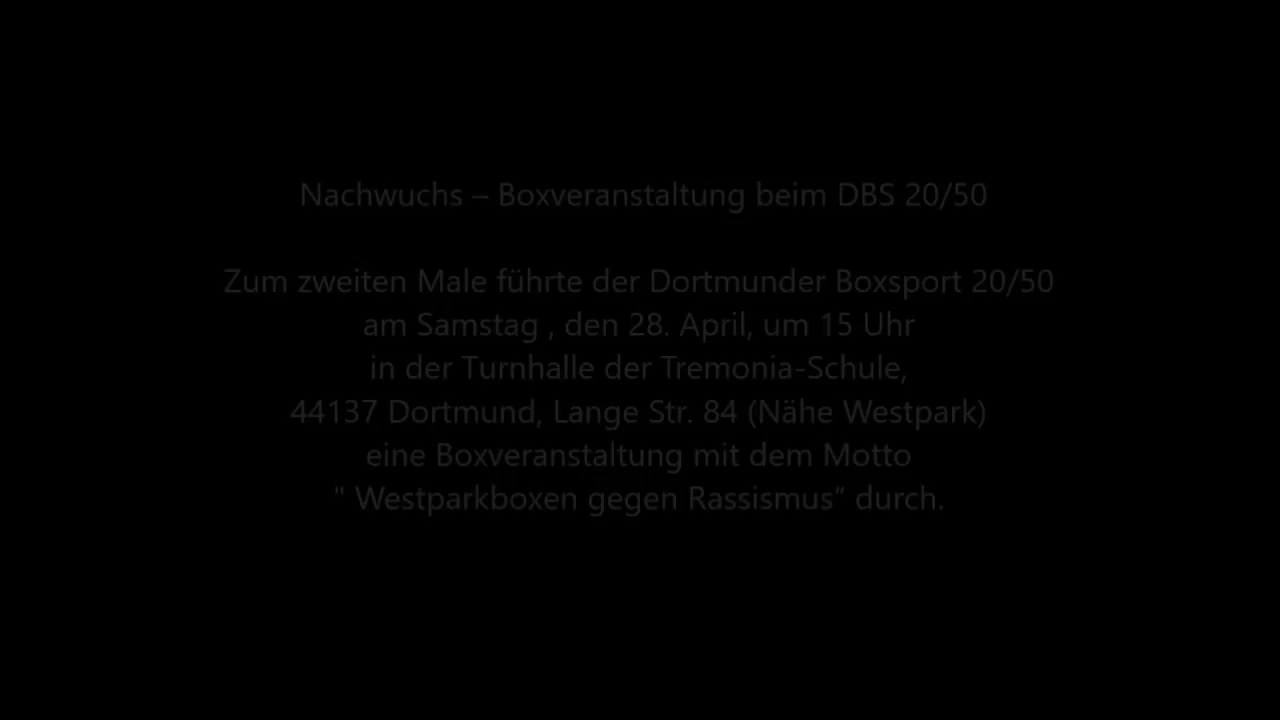 Nachwuchs – Boxveranstaltung beim DBS 20/50
Zum zweiten Male führte der Dortmunder Boxsport 20/50
am Samstag , den 28. April, um 15 Uhr
in der Turnhalle der Tremonia-Schule,
44137 Dortmund, Lange Str. 84 (Nähe Westpark)
eine Boxveranstaltung mit dem Motto
" Westparkboxen gegen Rassismus” durch.